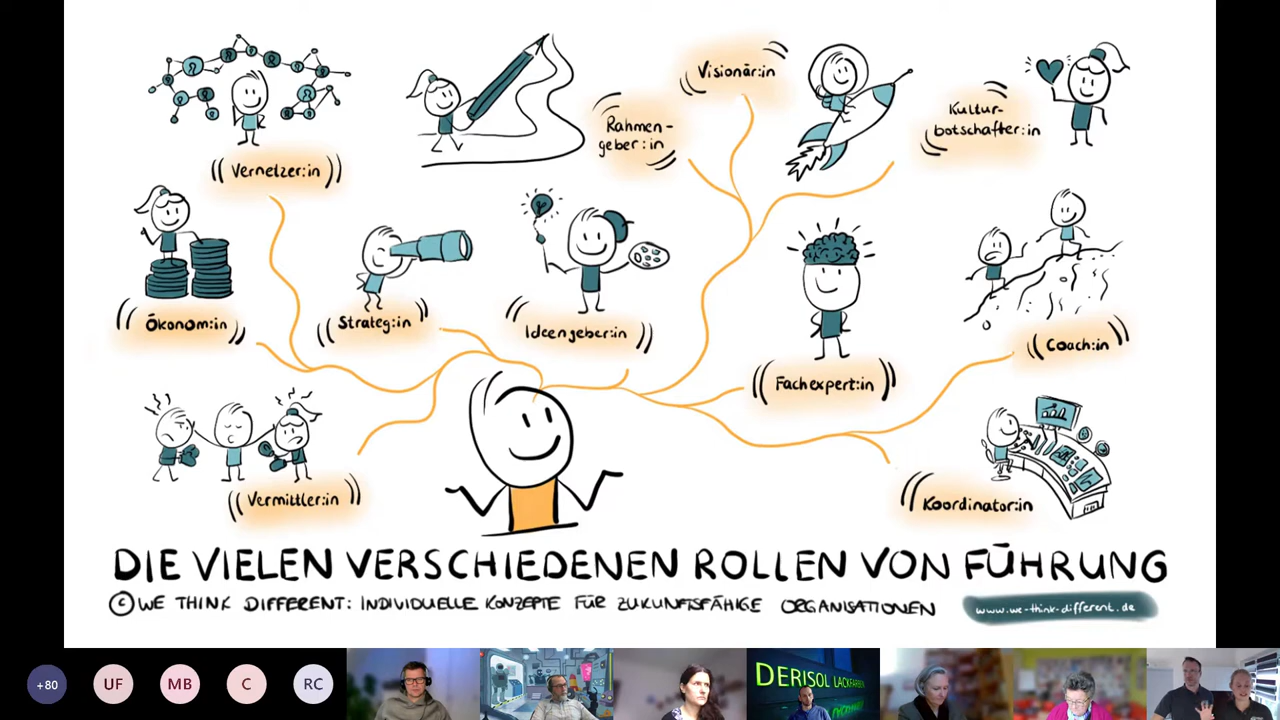 Visionär:in
Kultur-
botschafter:in
Rahmen-
geber:in
Vernetzer:in
Ökonom:in
Strateg:in
Ideengeber:in
Fachexpert:in
Coach:in
Vermittler:in
Koordinator:in
DIE VIELEN VERSCHIEDENEN ROLLEN VON FÜHRUNG
© WE THINK DIFFERENT: INDIVIDUELLE KONZEPTE FÜR ZUKUNFTSFÄHIGE ORGANISATIONEN
www.we-think-different.de
+80
UF
MB
C
RC
DERISOL LACKFARBEN